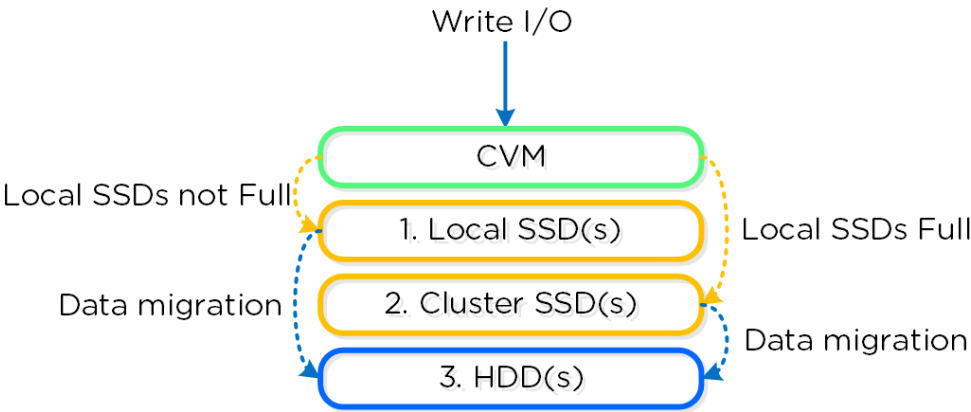 Write I/O
CVM
Local SSDs not Full
1. Local SSD(s)
Local SSDs Full
Data migration
2. Cluster SSD(s)
Data migration
3. HDD(s)